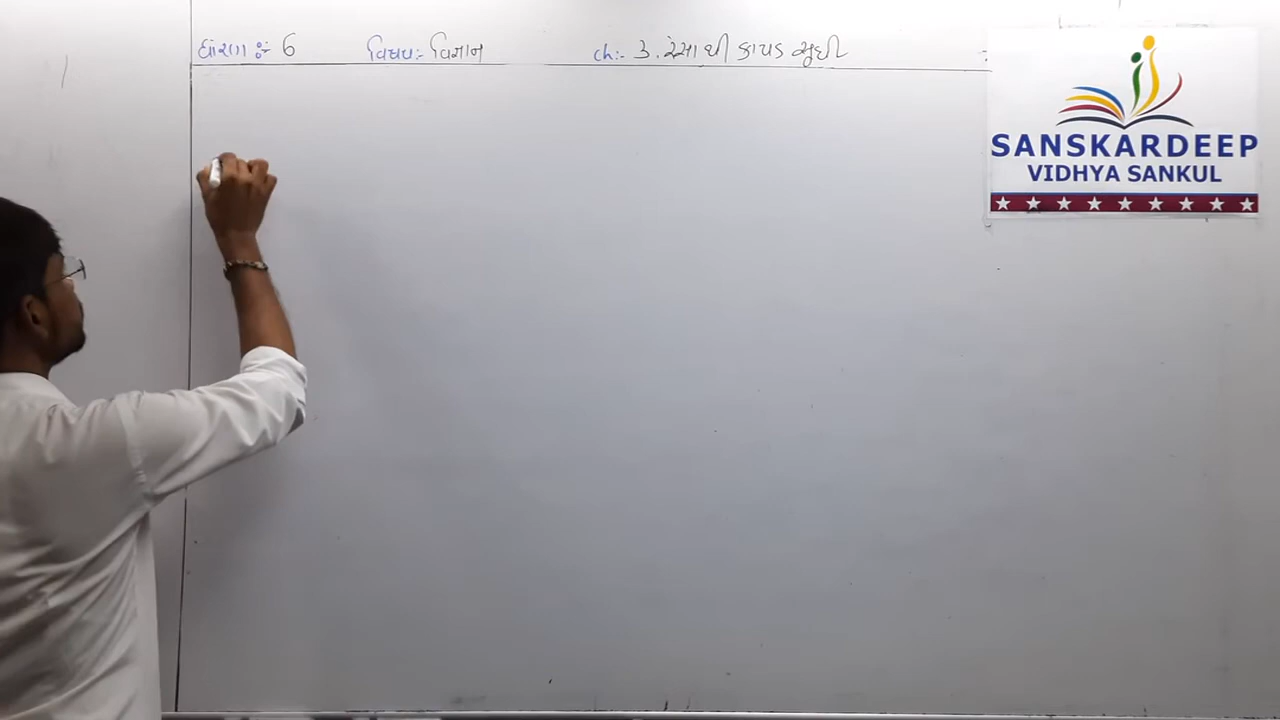 ધોરણ :- 6 વિષય:- વિજ્ઞાન ch:- 3. રેસાથી કાપડ સુધી
SANSKARDEEP
VIDHYA SANKUL